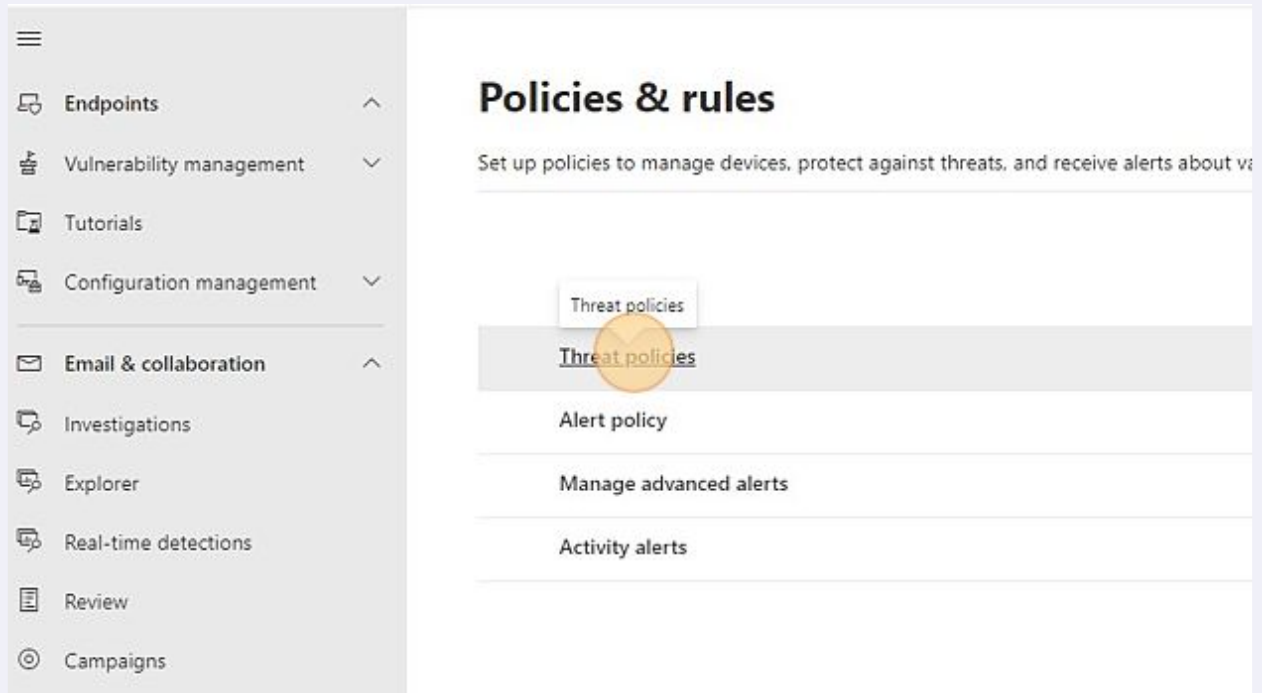 Endpoints
Vulnerability management
Tutorials
Configuration management
Email & collaboration
Investigations
Explorer
Real-time detections
Review
Campaigns
Policies & rules
Set up policies to manage devices, protect against threats, and receive alerts about
Threat policies
Threat policies
Alert policy
Manage advanced alerts
Activity alerts